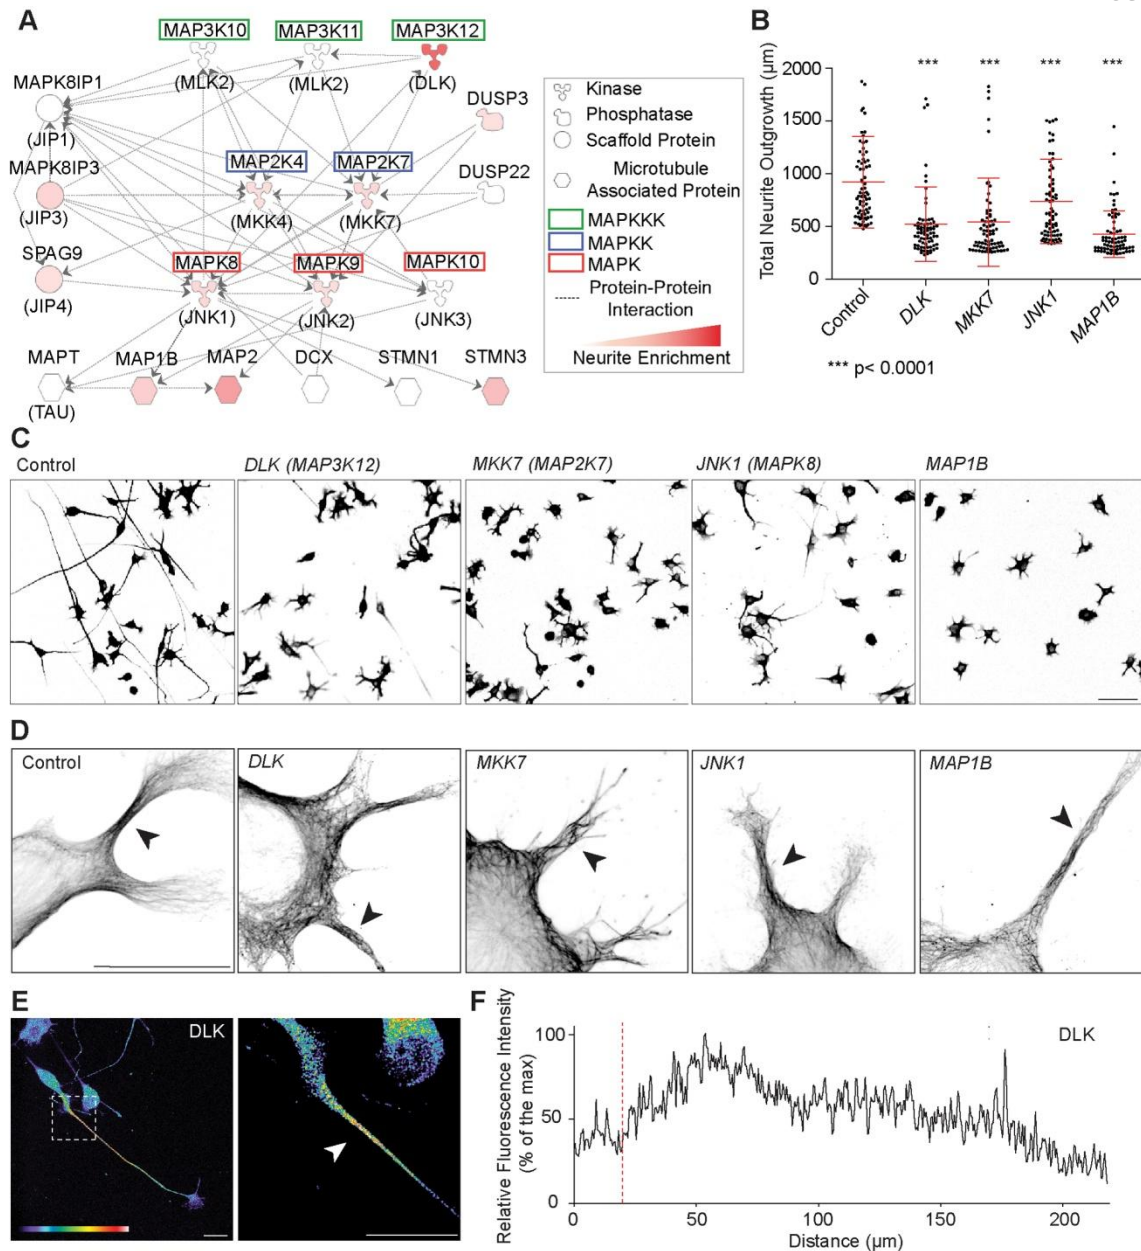 A
MAP3K10 MAP3K11 MAP3K12
(MLK2) (MLK2) (DLK)
MAPK8IP1
(JIP1)
DUSP3
MAPK8IP3
(JIP3)
MAP2K4 MAP2K7
(MKK4) (MKK7)
DUSP22
SPAG9
(JIP4)
MAPK8 MAPK9 MAPK10
(JNK1) (JNK2) (JNK3)
MAPT MAP1B MAP2 DCX STMN1 STMN3
(TAU)
Kinase
Phosphatase
Scaffold Protein
Microtubule
Associated Protein
MAPKKK
MAPKK
MAPK
Protein-Protein
Interaction
Neurite Enrichment
B
Total Neurite Outgrowth (µm)
2000
1500
1000
500
0
*** *** *** ***
Control DLK MKK7 JNK1 MAP1B
*** p< 0.0001
C
Control DLK (MAP3K12) MKK7 (MAP2K7) JNK1 (MAPK8) MAP1B
D
Control DLK MKK7 JNK1 MAP1B
E
DLK
F
Relative Fluorescence Intensity
(% of the max)
100
50
0
DLK
0 50 100 150 200
Distance (µm)